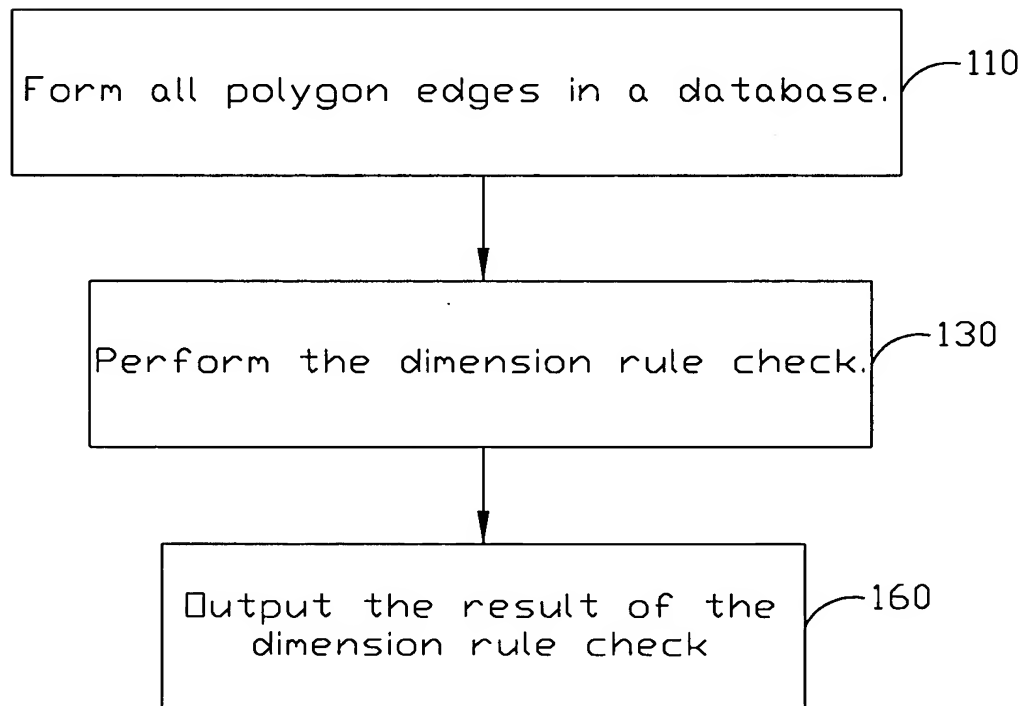 Form all polygon edges in a database.
110
Perform the dimension rule check.
130
Output the result of the
dimension rule check
160